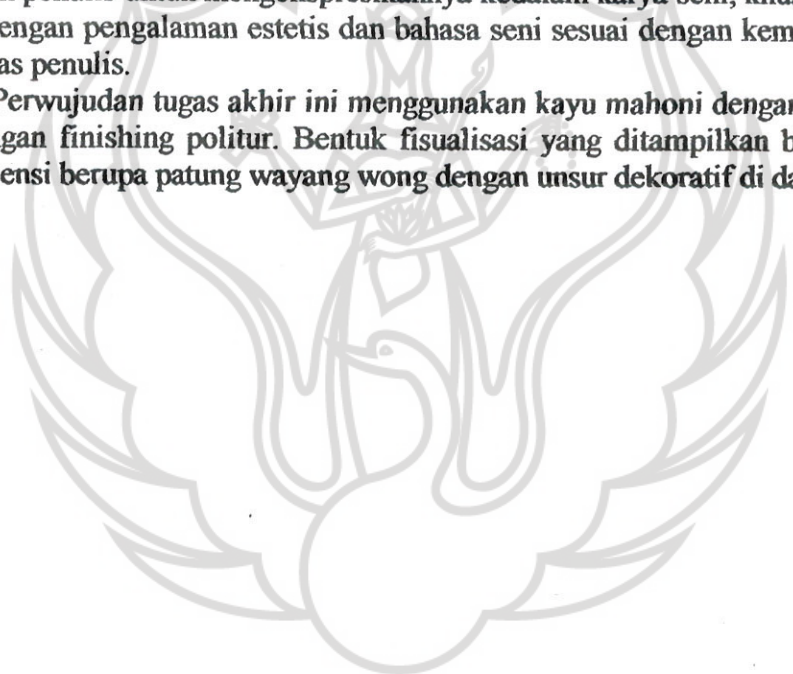 engan pengalaman estetis dan bahasa seni sesuai dengan kem
as penulis.
Perwujudan tugas akhir ini menggunakan kayu mahoni dengan
gan finishing politur. Bentuk fisualisasi yang ditampilkan b
ensi berupa patung wayang wong dengan unsur dekoratif di da